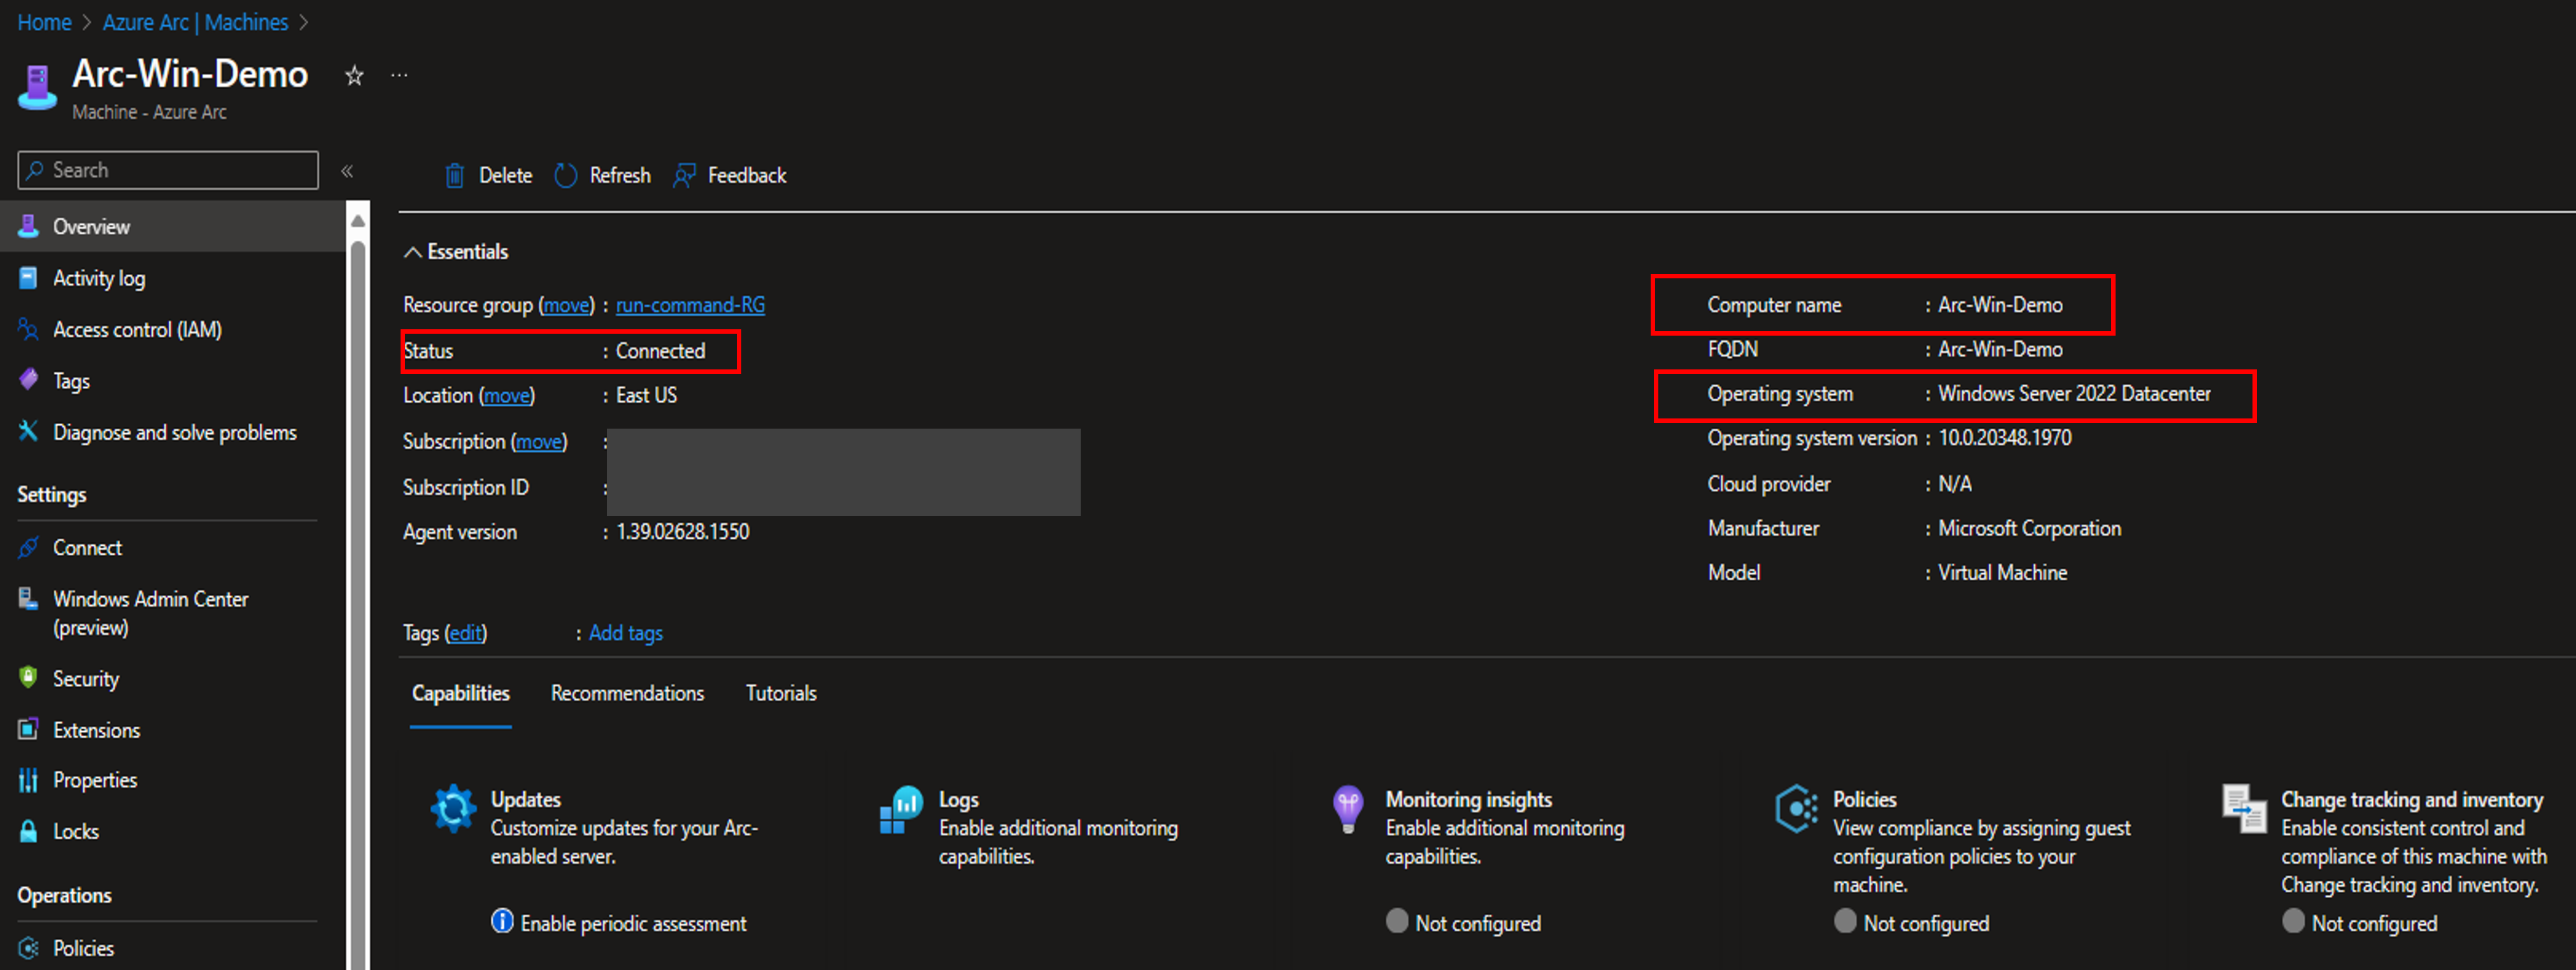 Home > Azure Arc | Machines >
Arc-Win-Demo
Machine - Azure Arc
Search
«
Overview
Activity log
Access control (IAM)
Tags
Diagnose and solve problems
Settings
Connect
Windows Admin Center
(preview)
Security
Extensions
Properties
Locks
Operations
Policies
Delete
Refresh
Feedback
Essentials
Resource group (move) : run-command-RG
Status : Connected
Location (move) : East US
Subscription (move) :
Subscription ID :
Agent version : 1.39.02628.1550
Computer name : Arc-Win-Demo
FQDN : Arc-Win-Demo
Operating system : Windows Server 2022 Datacenter
Operating system version : 10.0.20348.1970
Cloud provider : N/A
Manufacturer : Microsoft Corporation
Model : Virtual Machine
Tags (edit) : Add tags
Capabilities
Recommendations
Tutorials
Updates
Customize updates for your Arc-
enabled server.
Enable periodic assessment
Logs
Enable additional monitoring
capabilities.
Monitoring insights
Enable additional monitoring
capabilities.
Not configured
Policies
View compliance by assigning guest
configuration policies to your
machine.
Not configured
Change tracking and inventory
Enable consistent control and
compliance of this machine with
Change tracking and inventory.
Not configured